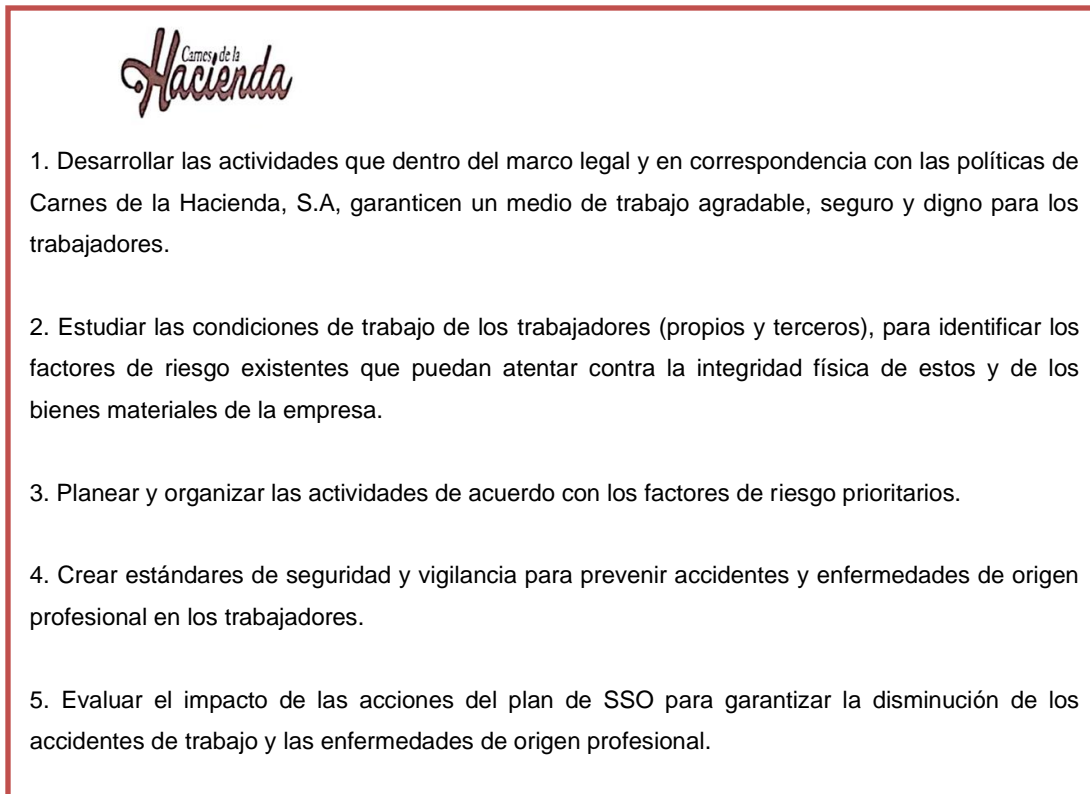 Carnes de la
Hacienda
1. Desarrollar las actividades que dentro del marco legal y en correspondencia con las políticas de
Carnes de la Hacienda, S.A, garanticen un medio de trabajo agradable, seguro y digno para los
trabajadores.
2. Estudiar las condiciones de trabajo de los trabajadores (propios y terceros), para identificar los
factores de riesgo existentes que puedan atentar contra la integridad física de estos y de los
bienes materiales de la empresa.
3. Planear y organizar las actividades de acuerdo con los factores de riesgo prioritarios.
4. Crear estándares de seguridad y vigilancia para prevenir accidentes y enfermedades de origen
profesional en los trabajadores.
5. Evaluar el impacto de las acciones del plan de SSO para garantizar la disminución de los
accidentes de trabajo y las enfermedades de origen profesional.